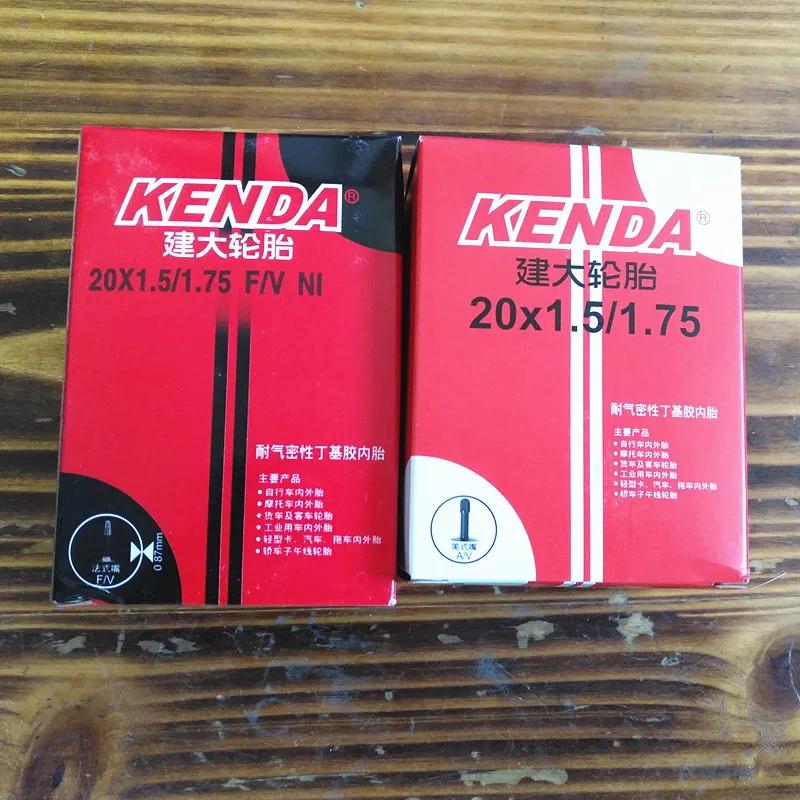 KENDA®
建大轮胎
20X1.5/1.75 F/V NI
耐气密性丁基胶内胎
主要产品
•自行车内外胎
•摩托车内外胎
•货车及客车轮胎
•工业用车内外胎
•轻型卡、汽车、拖车内外胎
•轿车子午线轮胎
法式嘴
F/V
0.87mm
KENDA®
建大轮胎
20x1.5/1.75
耐气密性丁基胶内胎
主要产品
•自行车内外胎
•摩托车内外胎
•货车及客车轮胎
•工业用车内外胎
•轻型卡、汽车、拖车内外胎
•轿车子午线轮胎
美式嘴
A/V